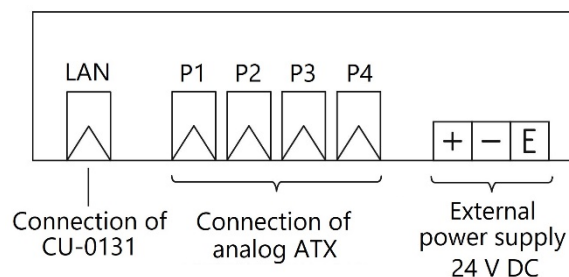 LAN P1 P2 P3 P4
+ − E
Connection of
CU-0131
Connection of
analog ATX
External
power supply
24 V DC